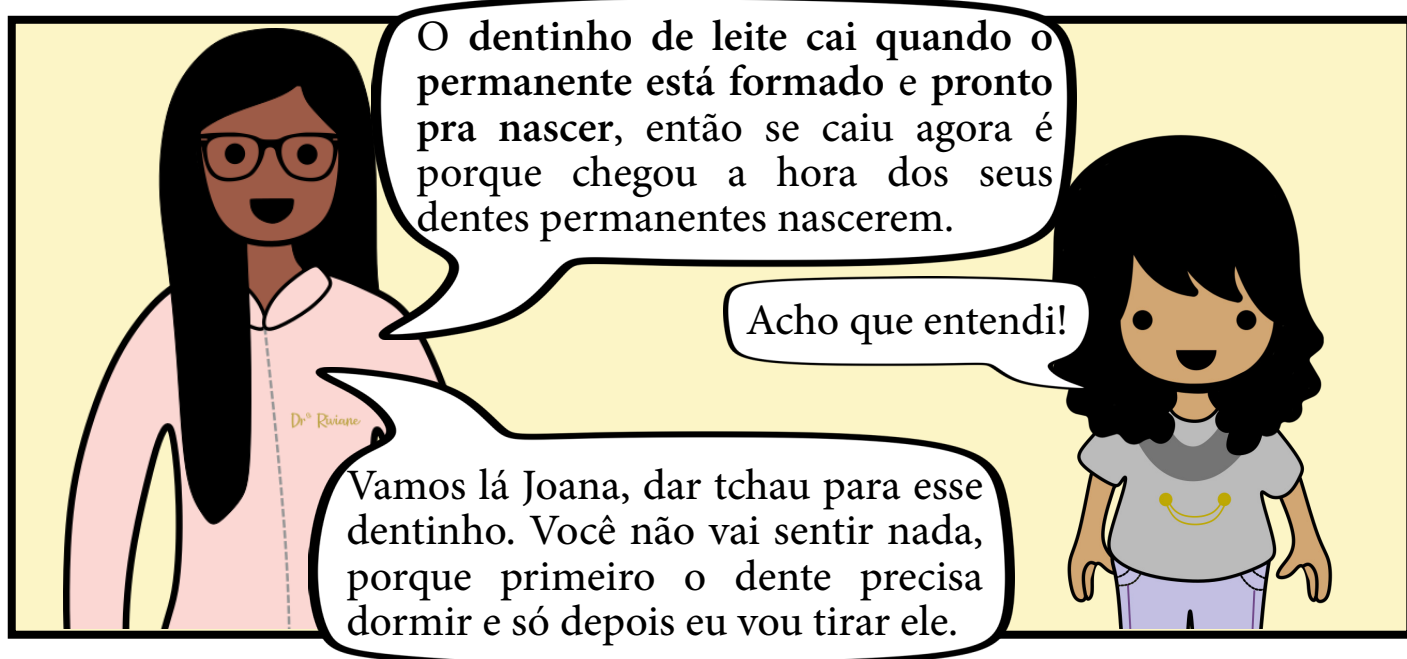 O dentinho de leite cai quando o
permanente está formado e pronto
pra nascer, então se caiu agora é
porque chegou a hora dos seus
dentes permanentes nascerem.
Acho que entendi!
Drª Riviane
Vamos lá Joana, dar tchau para esse
dentinho. Você não vai sentir nada,
porque primeiro o dente precisa
dormir e só depois eu vou tirar ele.